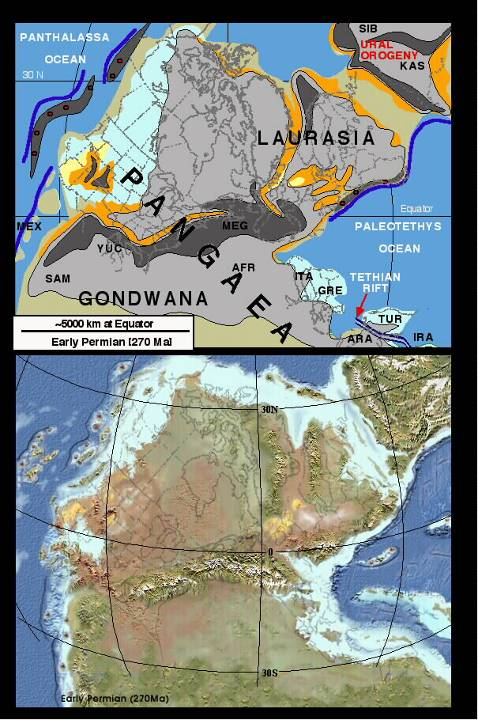 SIB
PANTHALASSA
OCEAN
URAL
OROGENY
KAS
30 N
LAURASIA
PANGAEA
Equator
MEX
MEG
PALEOTETHYS
OCEAN
YUC
AFR
SAM
ITA
TETHIAN
RIFT
GRE
GONDWANA
TUR
~5000 km at Equator
Early Permian (270 Ma)
ARA
IRA
30N
0
30S
Early Permian (270Ma)